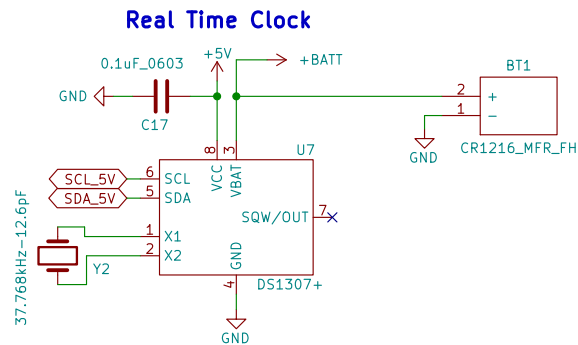 Real Time Clock
+5V
+BATT
0.1uF_0603
GND
C17
BT1
2
+
1
-
GND
CR1216_MFR_FH
8
3
U7
VCC
VBAT
SCL_5V
6
SCL
SDA_5V
5
SDA
SQW/OUT
7
1
X1
2
X2
37.768kHz-12.6pF
Y2
GND
4
DS1307+
GND